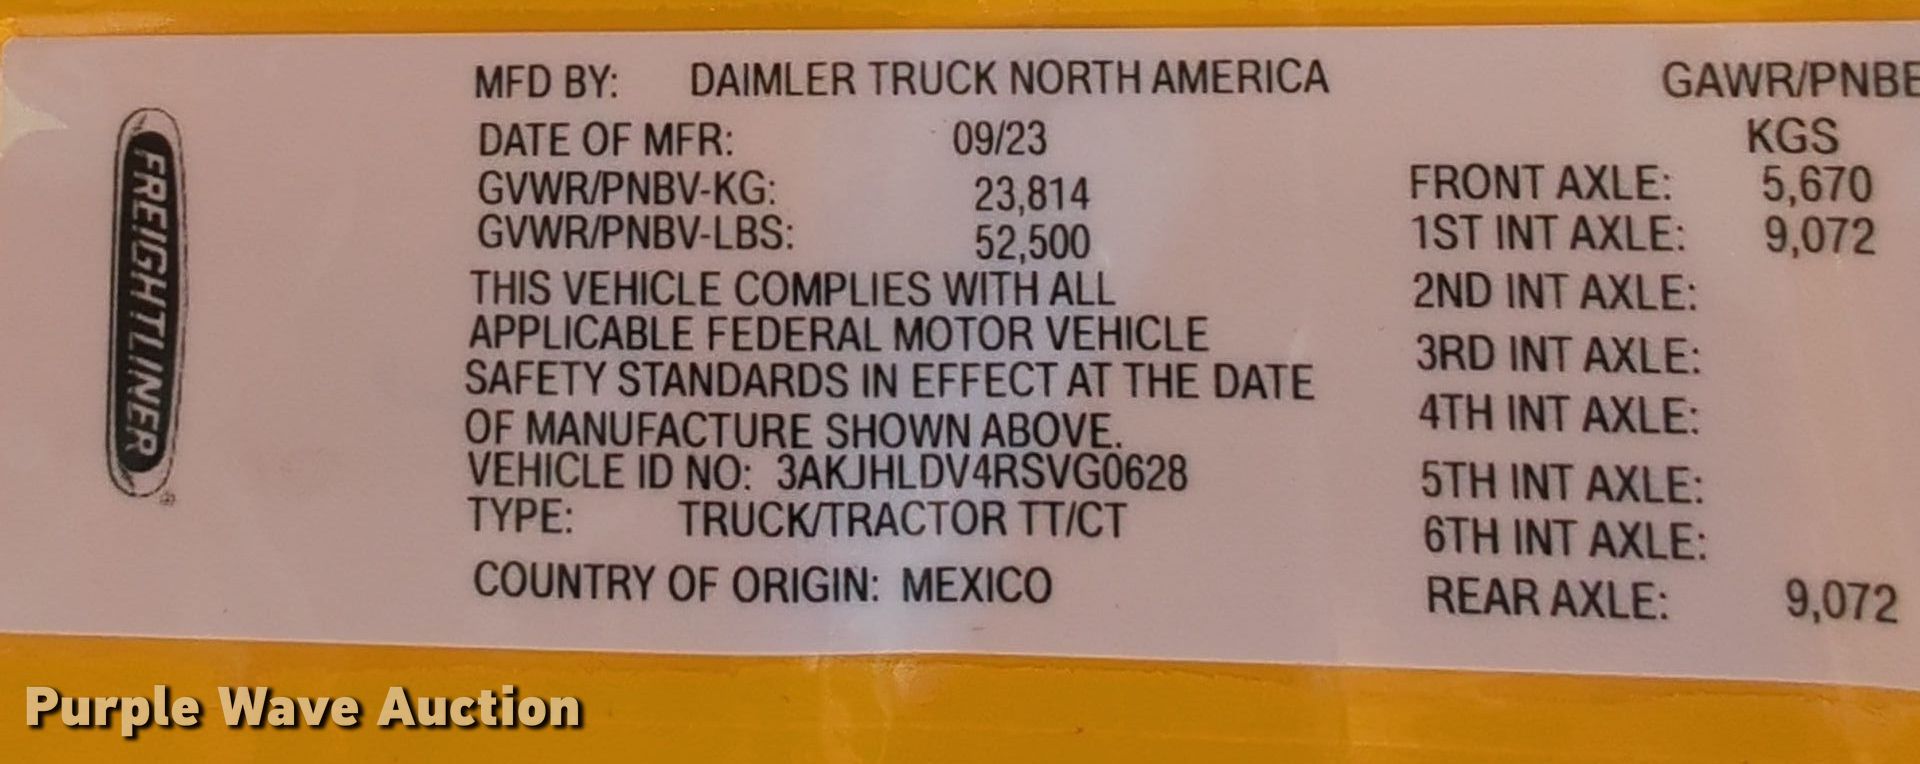 FREIGHTLINER®
MFD BY: DAIMLER TRUCK NORTH AMERICA
DATE OF MFR: 09/23
GVWR/PNBV-KG: 23,814
GVWR/PNBV-LBS: 52,500
THIS VEHICLE COMPLIES WITH ALL
APPLICABLE FEDERAL MOTOR VEHICLE
SAFETY STANDARDS IN EFFECT AT THE DATE
OF MANUFACTURE SHOWN ABOVE.
VEHICLE ID NO: 3AKJHLDV4RSVG0628
TYPE: TRUCK/TRACTOR TT/CT
COUNTRY OF ORIGIN: MEXICO
GAWR/PNBE
KGS
FRONT AXLE: 5,670
1ST INT AXLE: 9,072
2ND INT AXLE:
3RD INT AXLE:
4TH INT AXLE:
5TH INT AXLE:
6TH INT AXLE:
REAR AXLE: 9,072
Purple Wave Auction